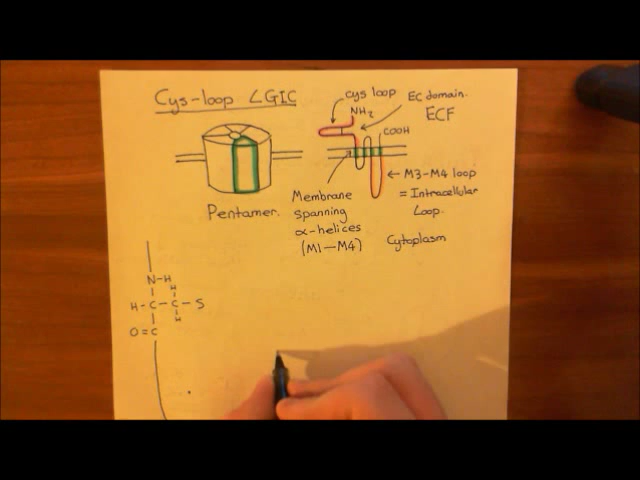 Cys-loop LGIC
cys loop
NH2
EC domain.
ECF
COOH
← M3-M4 loop
= Intracellular
Loop.
Cytoplasm
Pentamer.
Membrane
spanning
α-helices
(M1-M4)
N-H
H
H-C-C-S
H
O=C